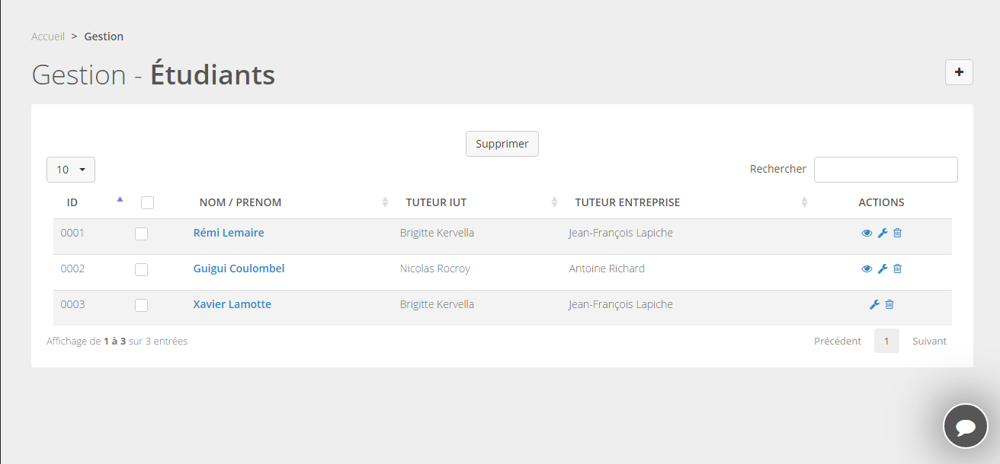 Accueil > Gestion
Gestion - Étudiants
+
Supprimer
10
Rechercher
ID NOM / PRENOM TUTEUR IUT TUTEUR ENTREPRISE ACTIONS
0001 Rémi Lemaire Brigitte Kervella Jean-François Lapiche
0002 Guigui Coulombel Nicolas Rocroy Antoine Richard
0003 Xavier Lamotte Brigitte Kervella Jean-François Lapiche
Affichage de 1 à 3 sur 3 entrées Précédent 1 Suivant